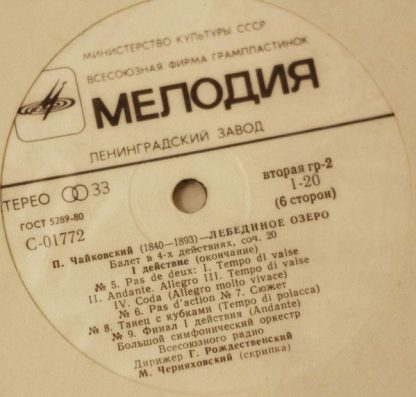 МИНИСТЕРСТВО КУЛЬТУРЫ СССР
ВСЕСОЮЗНАЯ ФИРМА ГРАМПЛАСТИНОК
МЕЛОДИЯ
ЛЕНИНГРАДСКИЙ ЗАВОД
ТЕРЕО 33
вторая гр-2
ГОСТ 5289-80
1-20
С-01772
(6 сторон)
П. Чайковский (1840—1893)—ЛЕБЕДИНОЕ ОЗЕРО
Балет в 4-х действиях, соч. 20
I действие (окончание)
№ 5. Pas de deux: I. Tempo di valse
II. Andante. Allegro III. Tempo di valse
IV. Coda (Allegro molto vivace)
№ 6. Pas d'action № 7. Сюжет
№ 8. Танец с кубками (Tempo di polacca)
№ 9. Финал I действия (Andante)
Большой симфонический оркестр
Всесоюзного радио
Дирижер Г. Рождественский
М. Черняховский (скрипка)